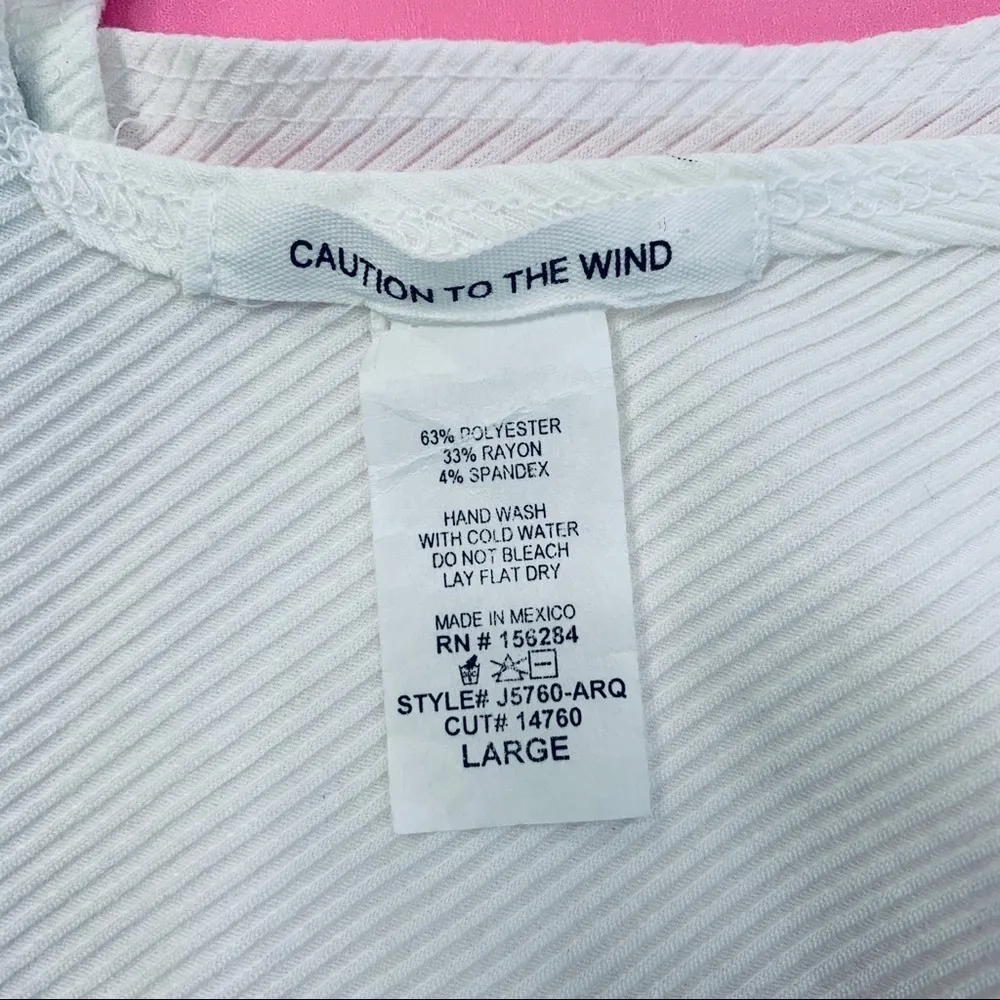 CAUTION TO THE WIND
63% POLYESTER
33% RAYON
4% SPANDEX
HAND WASH
WITH COLD WATER
DO NOT BLEACH
LAY FLAT DRY
MADE IN MEXICO
RN # 156284
STYLE# J5760-ARQ
CUT# 14760
LARGE